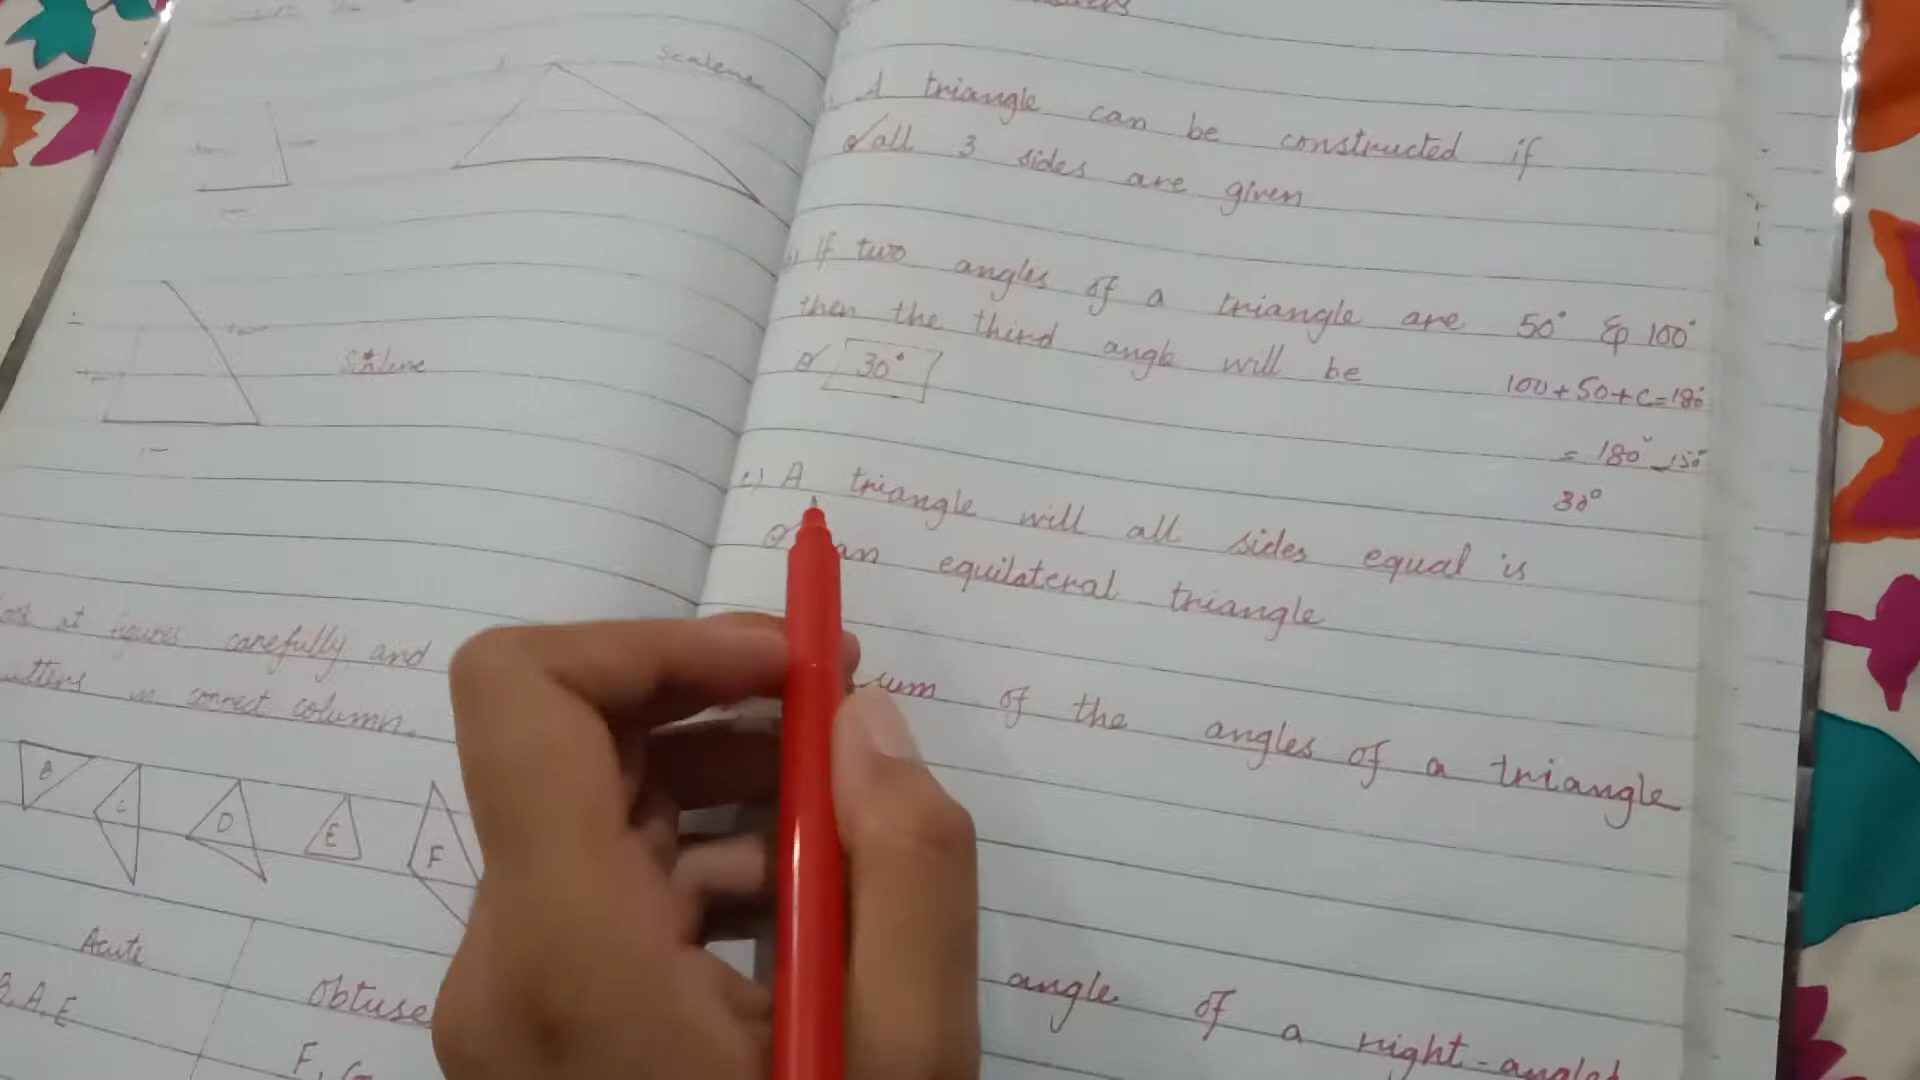 Scalene
Scalene
figures carefully and
in correct column.
B
C
D
E
F
Acute
Obtuse
A, E
F, G
A triangle can be constructed if
all 3 sides are given
If two angles of a triangle are 50° & 100°
then the third angle will be
30°
100+50+C=180°
= 180°-150°
30°
c) A triangle will all sides equal is
an equilateral triangle
of the angles of a triangle
angle of a right-angled